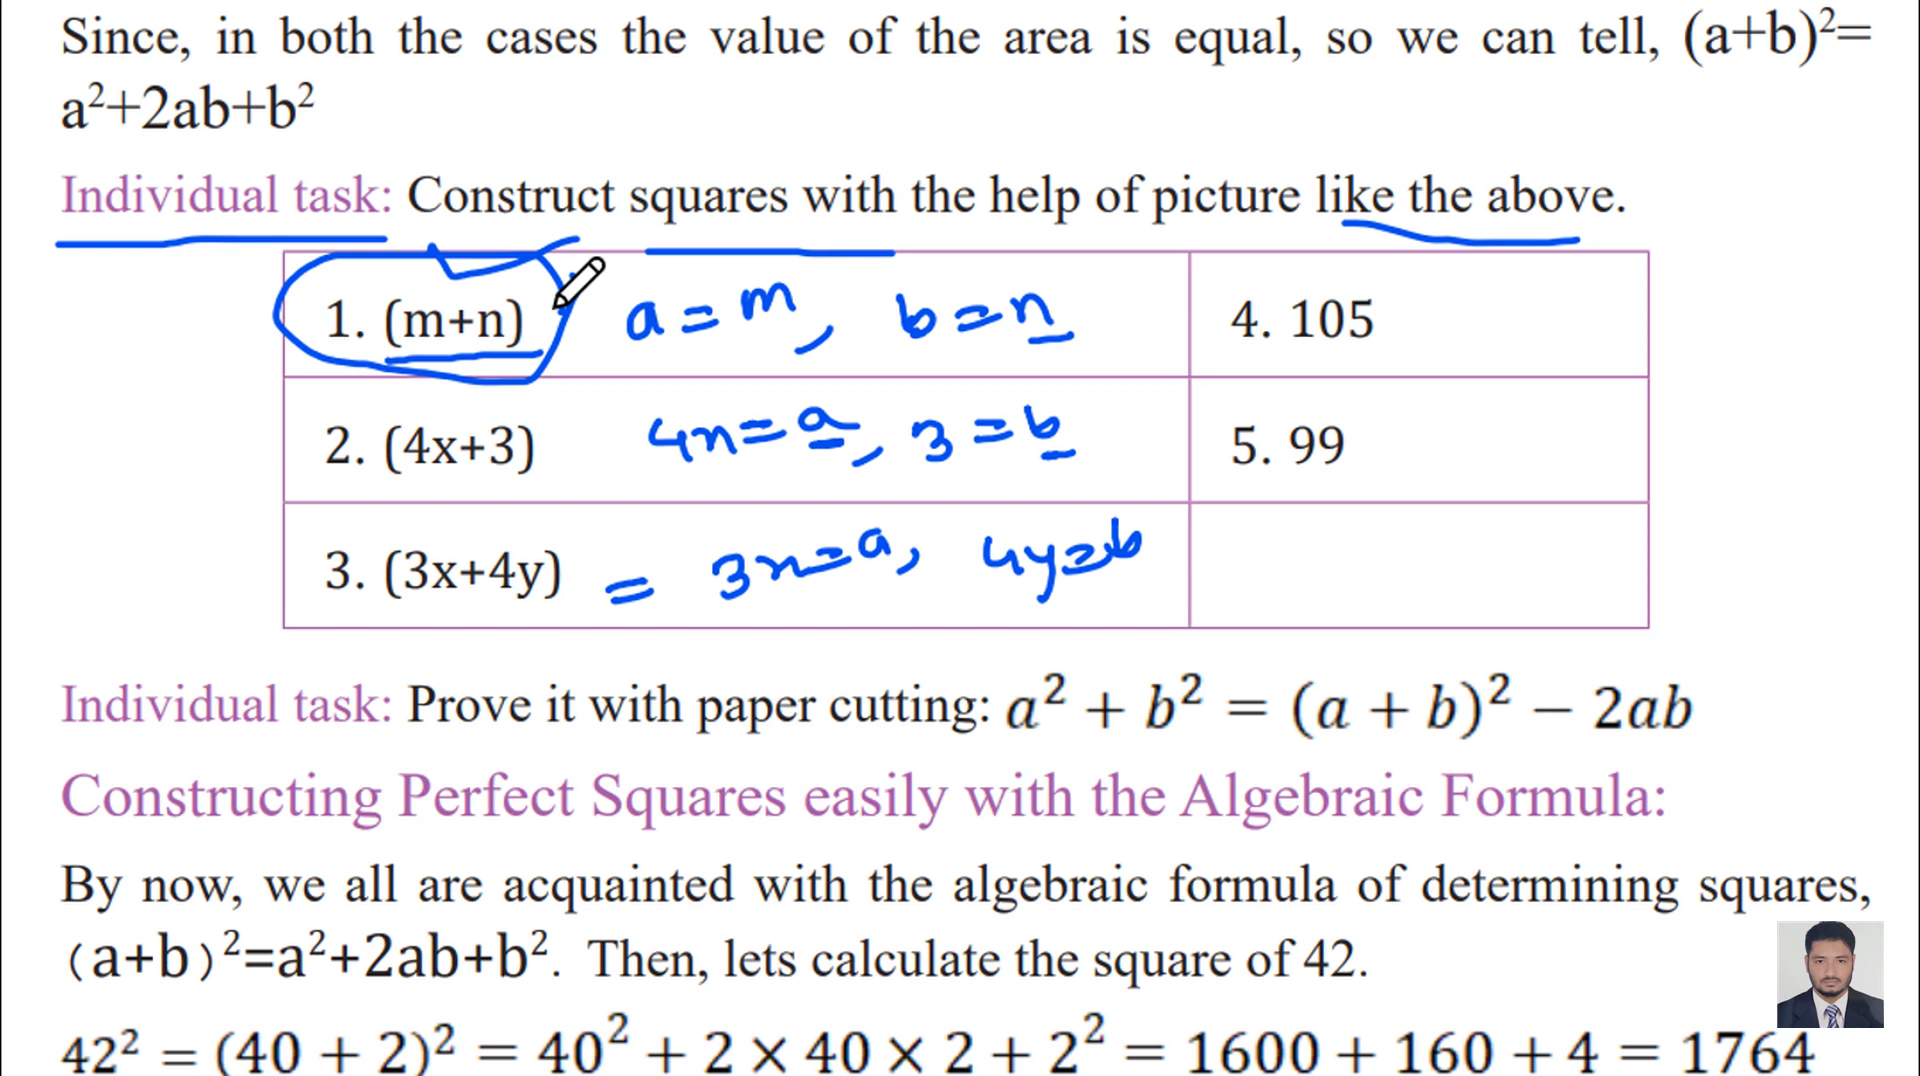 Since, in both the cases the value of the area is equal, so we can tell, (a+b)²=
a²+2ab+b²
Individual task: Construct squares with the help of picture like the above.
1. (m+n) a = m, b = n 4. 105
2. (4x+3) 4x = a, 3 = b 5. 99
3. (3x+4y) = 3x = a, 4y = b
Individual task: Prove it with paper cutting: a² + b² = (a + b)² − 2ab
Constructing Perfect Squares easily with the Algebraic Formula:
By now, we all are acquainted with the algebraic formula of determining squares,
(a+b)²=a²+2ab+b². Then, lets calculate the square of 42.
42² = (40 + 2)² = 40² + 2 × 40 × 2 + 2² = 1600 + 160 + 4 = 1764